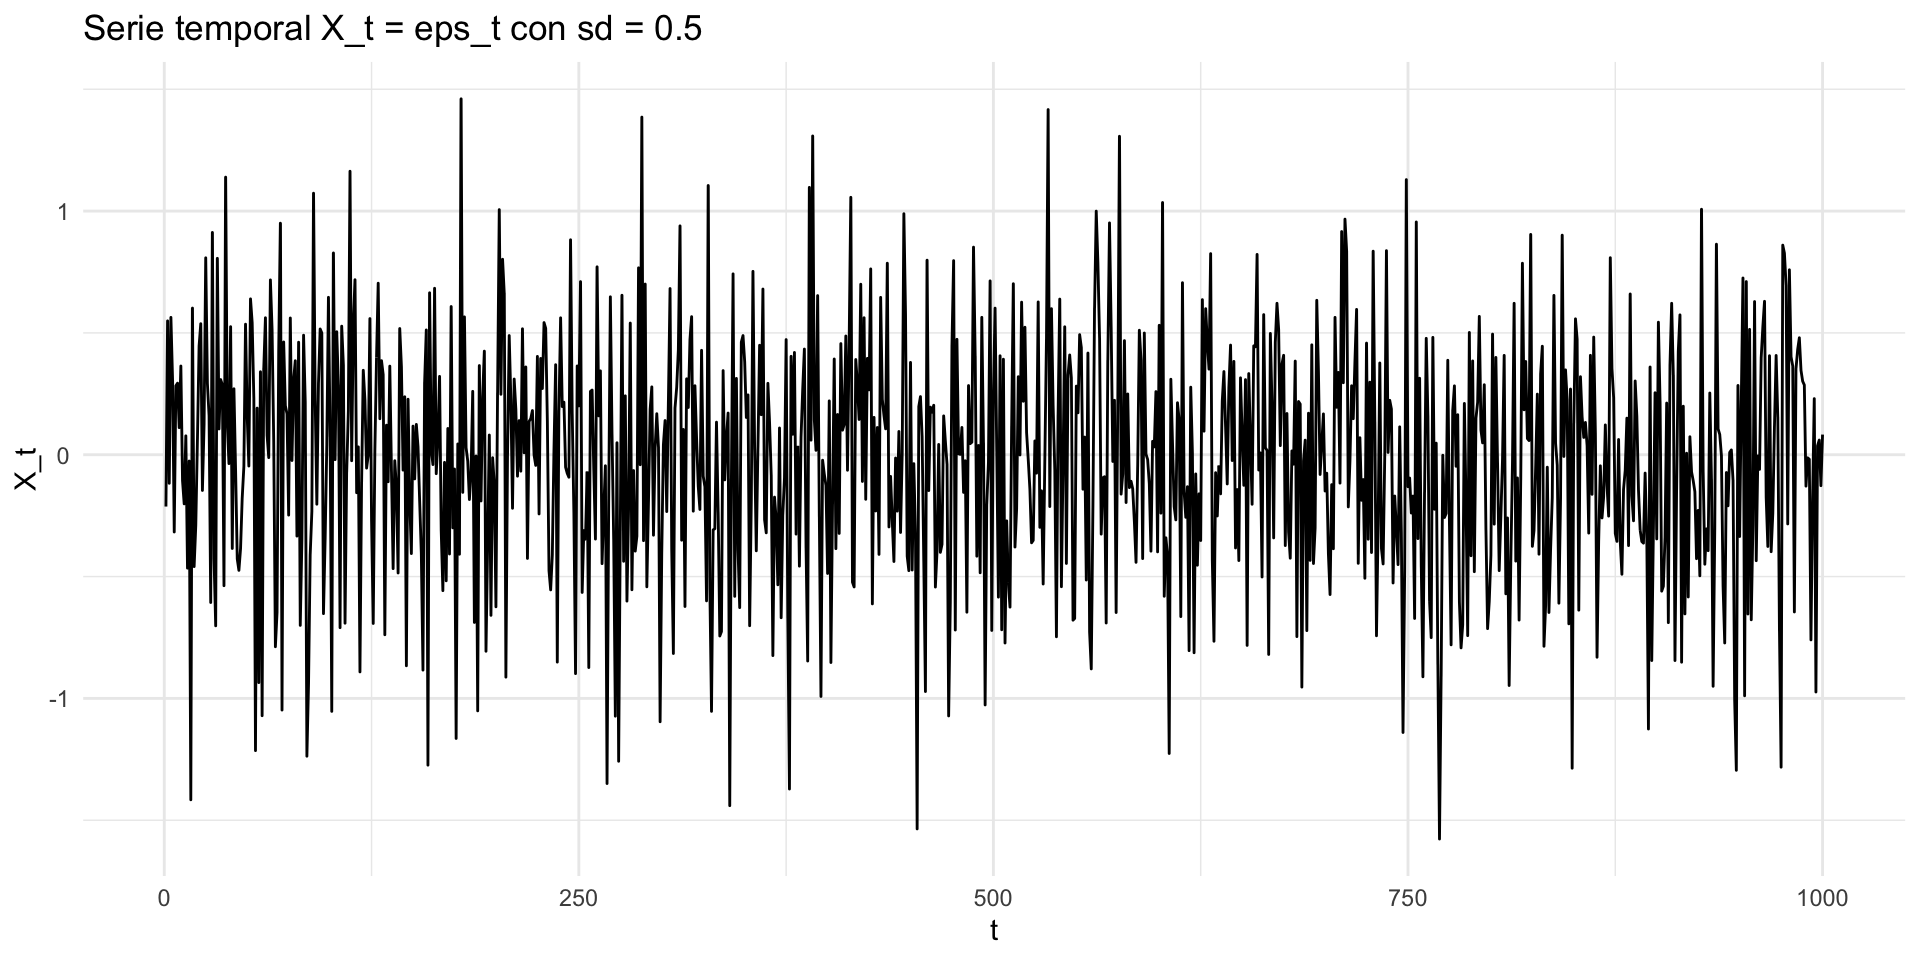 Serie temporal X_t = eps_t con sd = 0.5
X_t
1
0
-1
0 250 500 750 1000
t